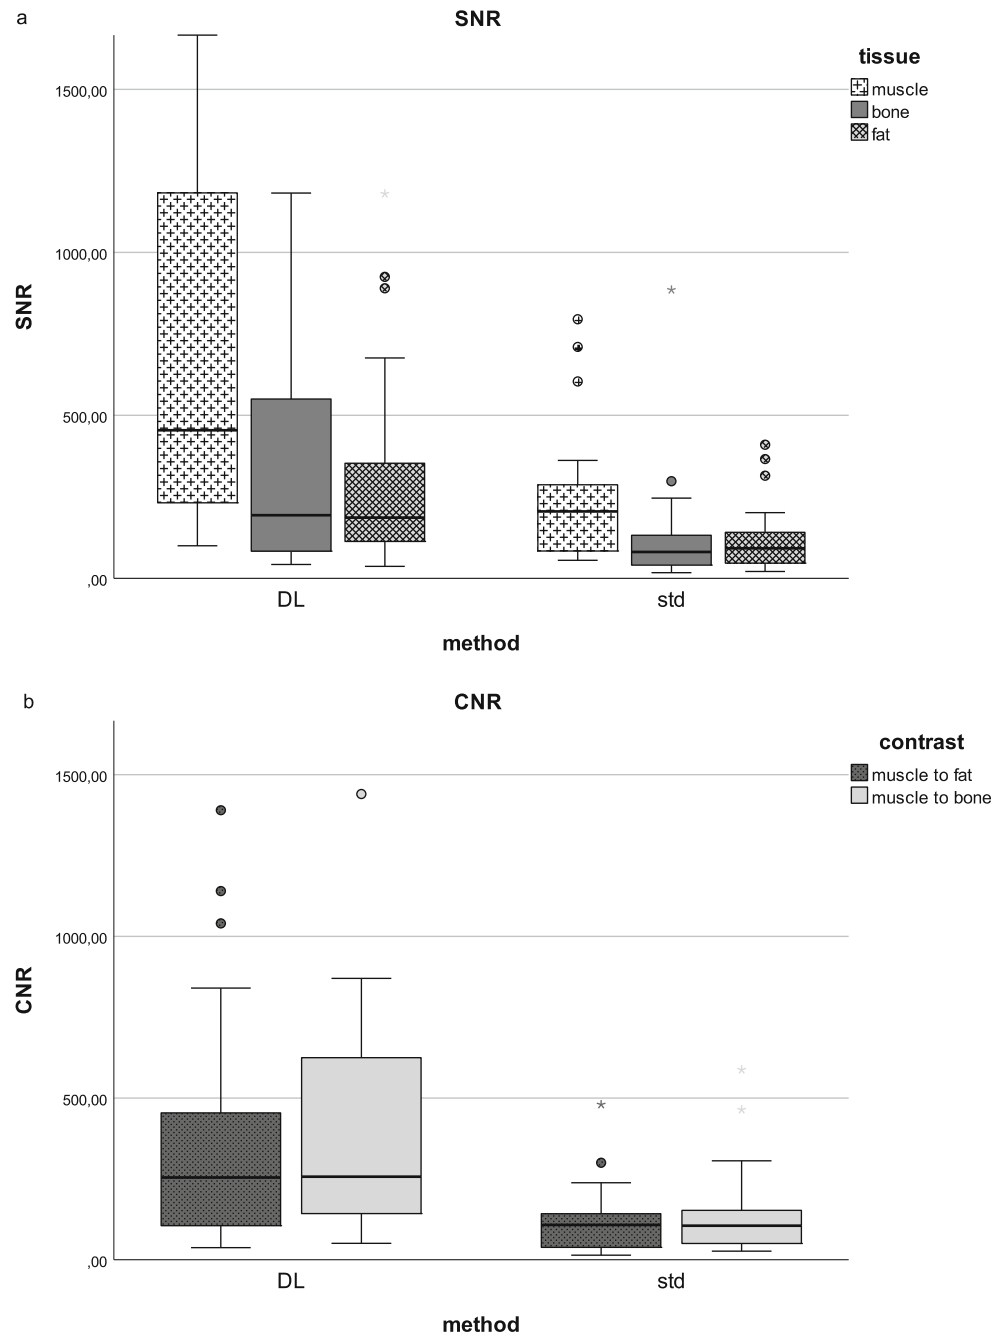 a
SNR
tissue
muscle
bone
fat
1500,00
1000,00
500,00
,00
SNR
DL
std
method
b
CNR
contrast
muscle to fat
muscle to bone
1500,00
1000,00
500,00
,00
CNR
DL
std
method